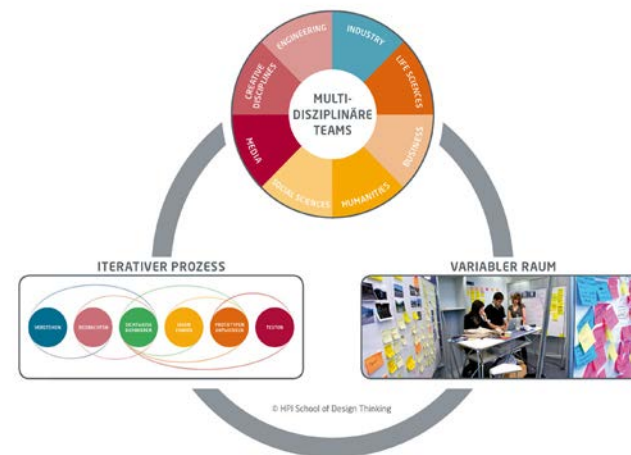 ENGINEERING
INDUSTRY
CREATIVE
DISCIPLINES
LIFE SCIENCES
MULTI-
DISZIPLINÄRE
TEAMS
MEDIA
BUSINESS
SOCIAL SCIENCES
HUMANITIES
ITERATIVER PROZESS
VARIABLER RAUM
VERSTEHEN
BEOBACHTEN
SICHTWEISE
DEFINIEREN
IDEEN
FINDEN
PROTOTYPEN
ENTWICKELN
TESTEN
© HPI School of Design Thinking